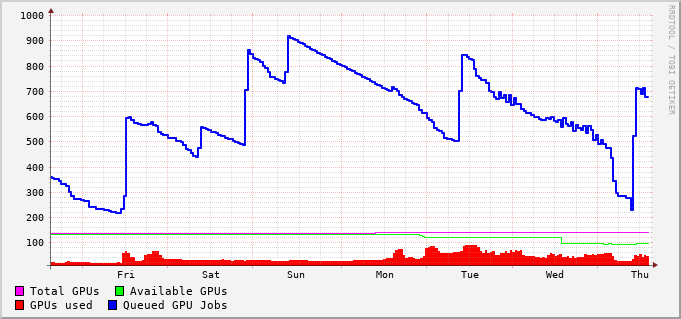 1000
900
800
700
600
500
400
300
200
100
Fri Sat Sun Mon Tue Wed Thu
Total GPUs Available GPUs
GPUs used Queued GPU Jobs
RRDTOOL / TOBI OETIKER